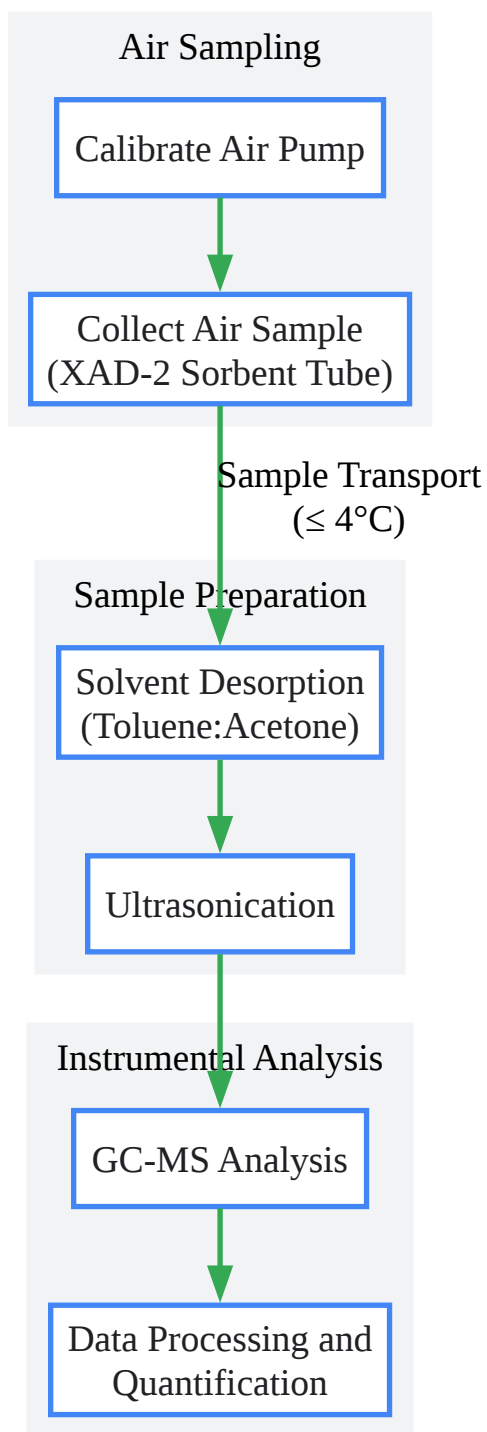 Air Sampling
Calibrate Air Pump
Collect Air Sample
(XAD-2 Sorbent Tube)
Sample Transport
(≤ 4°C)
Sample Preparation
Solvent Desorption
(Toluene:Acetone)
Ultrasonication
Instrumental Analysis
GC-MS Analysis
Data Processing and
Quantification